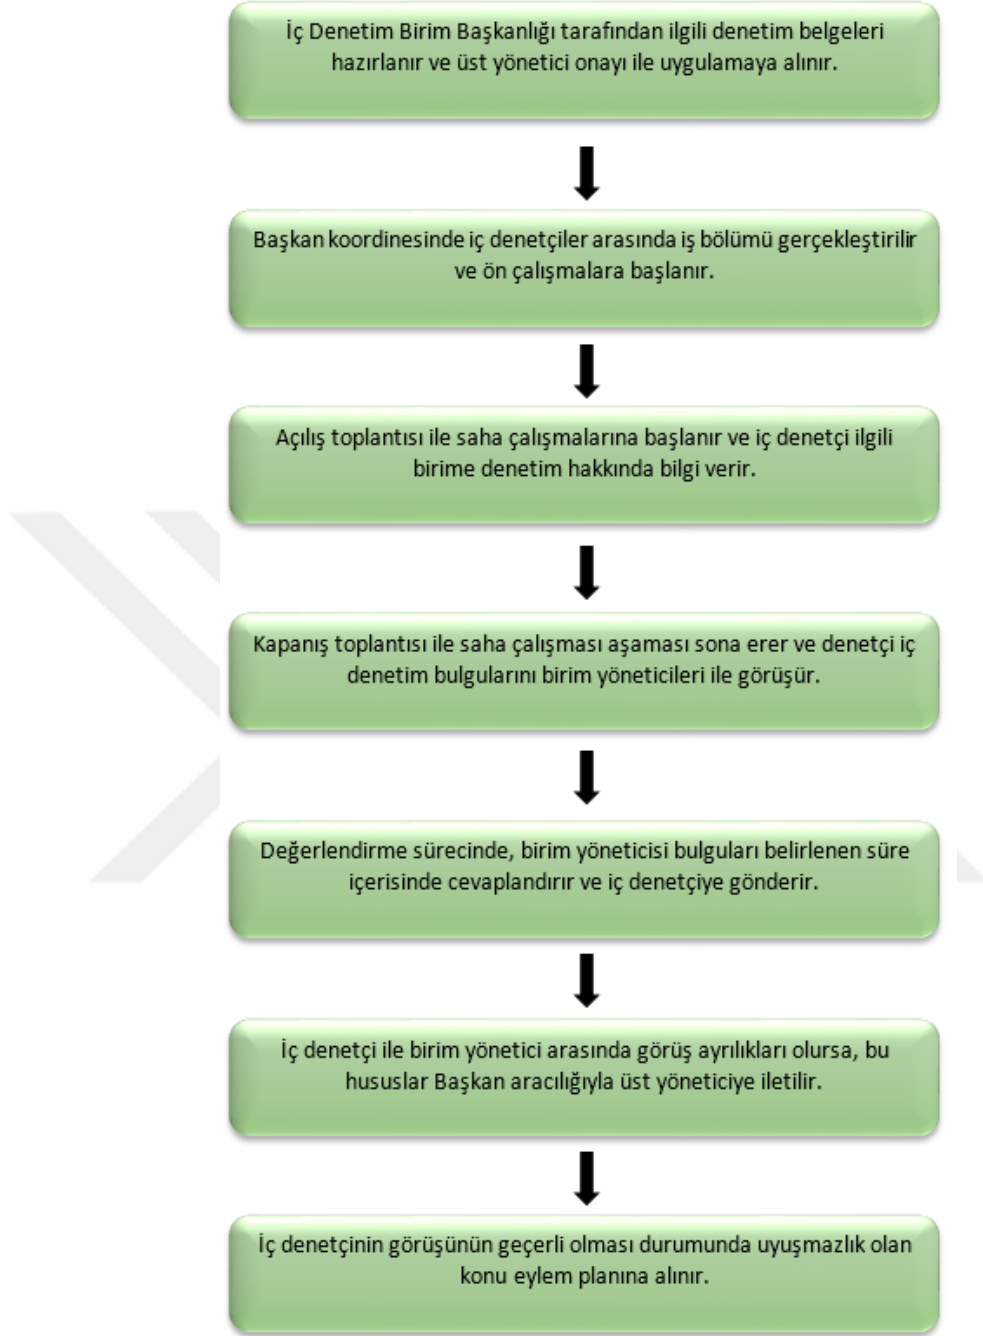 İç Denetim Birim Başkanlığı tarafından ilgili denetim belgeleri
hazırlanır ve üst yönetici onayı ile uygulamaya alınır.
Başkan koordinesinde iç denetçiler arasında iş bölümü gerçekleştirilir
ve ön çalışmalara başlanır.
Açılış toplantısı ile saha çalışmalarına başlanır ve iç denetçi ilgili
birime denetim hakkında bilgi verir.
Kapanış toplantısı ile saha çalışması aşaması sona erer ve denetçi iç
denetim bulgularını birim yöneticileri ile görüşür.
Değerlendirme sürecinde, birim yöneticisi bulguları belirlenen süre
içerisinde cevaplandırır ve iç denetçiye gönderir.
İç denetçi ile birim yönetici arasında görüş ayrılıkları olursa, bu
hususlar Başkan aracılığıyla üst yöneticiye iletilir.
İç denetçinin görüşünün geçerli olması durumunda uyuşmazlık olan
konu eylem planına alınır.